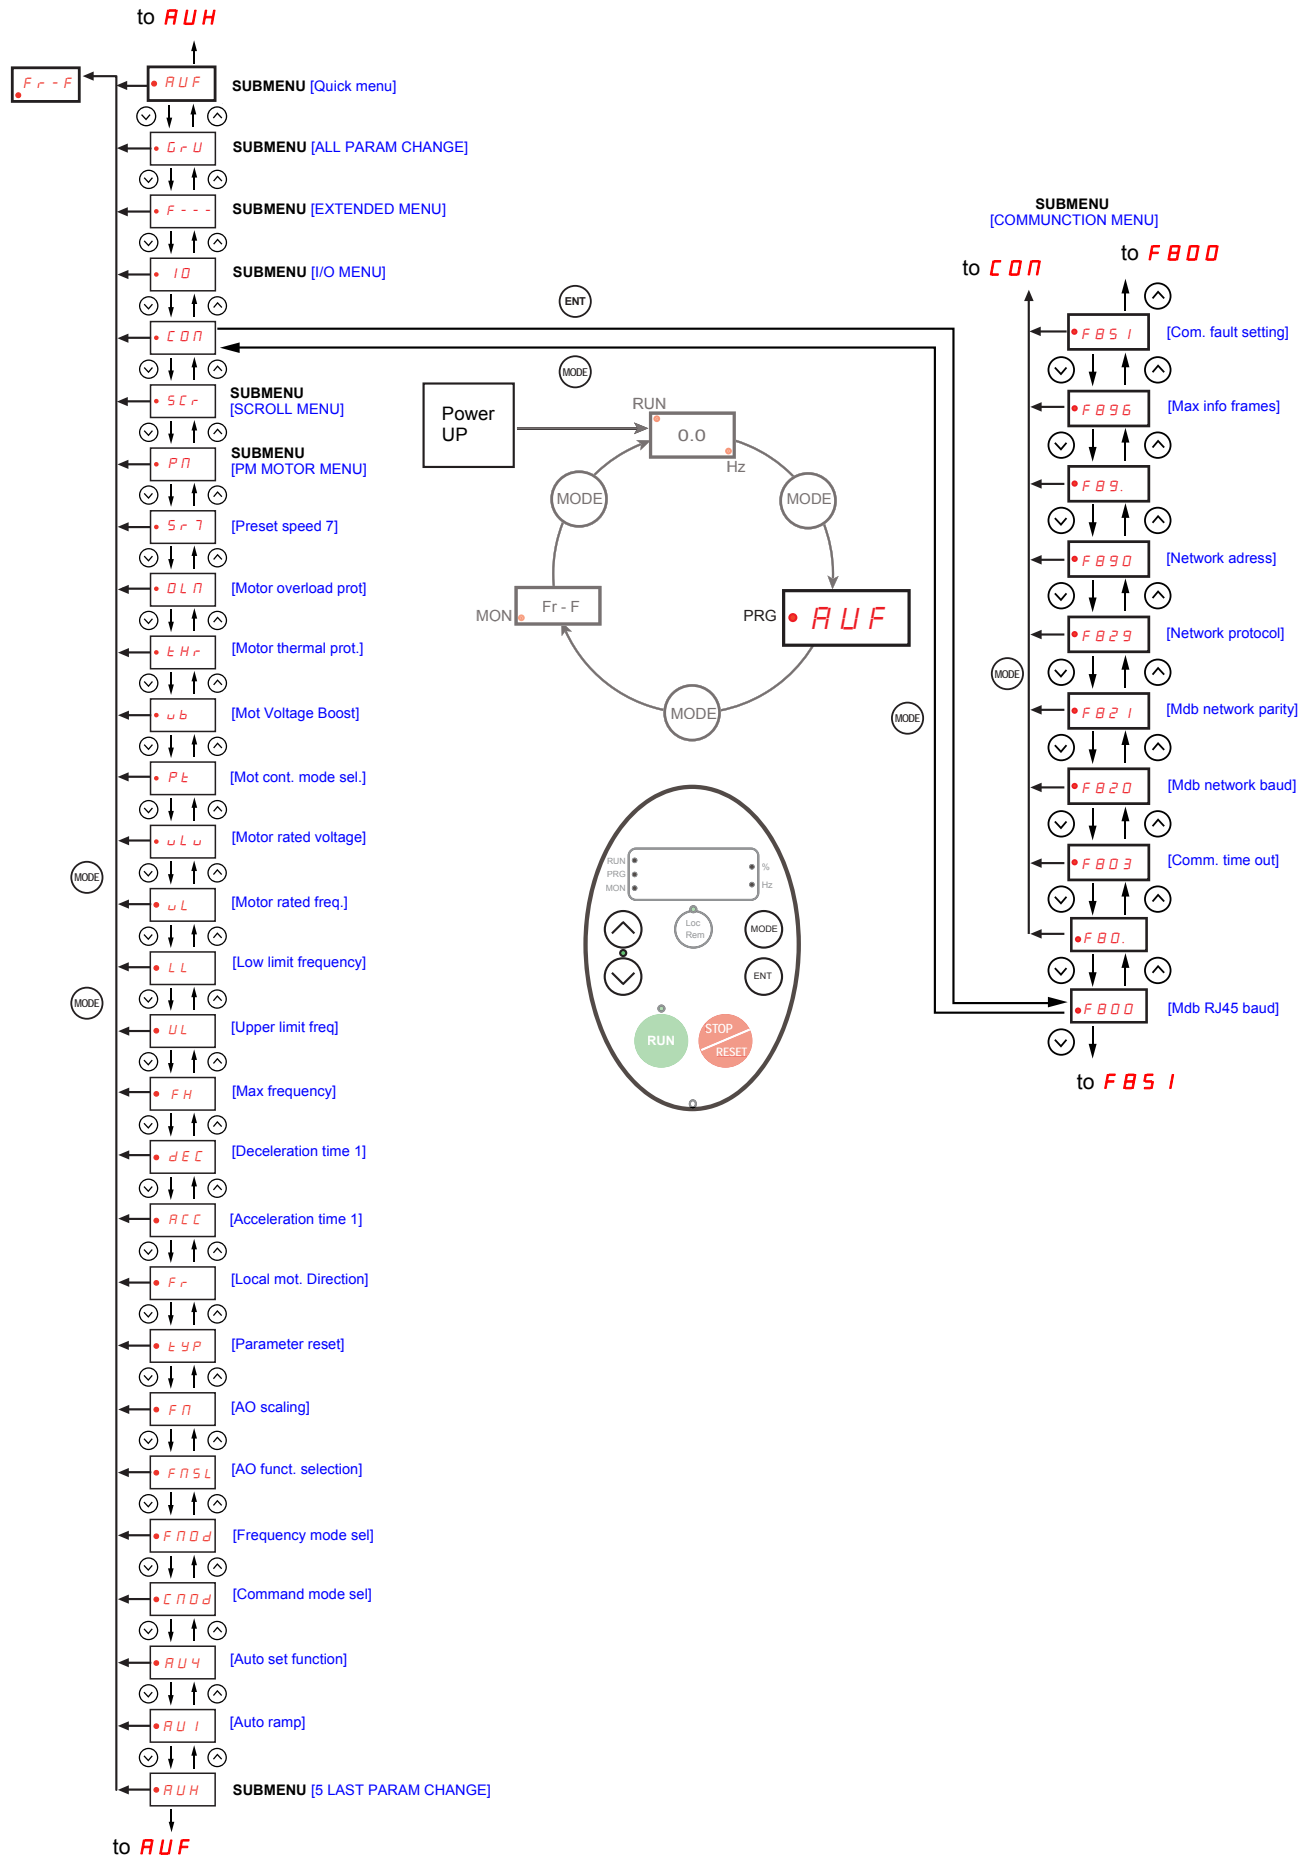 to AUH
Fr-F
AUF
SUBMENU [Quick menu]
GrU
SUBMENU [ALL PARAM CHANGE]
F---
SUBMENU [EXTENDED MENU]
IO
SUBMENU [I/O MENU]
COM
SCr
SUBMENU
[SCROLL MENU]
PM
SUBMENU
[PM MOTOR MENU]
Sr7
[Preset speed 7]
OLM
[Motor overload prot]
tHr
[Motor thermal prot.]
ub
[Mot Voltage Boost]
Pt
[Mot cont. mode sel.]
uLu
[Motor rated voltage]
MODE
uL
[Motor rated freq.]
LL
[Low limit frequency]
MODE
UL
[Upper limit freq]
FH
[Max frequency]
dEC
[Deceleration time 1]
ACC
[Acceleration time 1]
Fr
[Local mot. Direction]
tYP
[Parameter reset]
FM
[AO scaling]
FMSL
[AO funct. selection]
FMOd
[Frequency mode sel]
CMOd
[Command mode sel]
AU4
[Auto set function]
AU1
[Auto ramp]
AUH
SUBMENU [5 LAST PARAM CHANGE]
to AUF
ENT
MODE
Power
UP
RUN
0.0
Hz
MODE
MODE
MON
Fr - F
PRG
AUF
MODE
MODE
RUN
PRG
MON
%
Hz
Loc
Rem
MODE
ENT
RUN
STOP
RESET
SUBMENU
[COMMUNCTION MENU]
to COM
to F800
F851
[Com. fault setting]
F896
[Max info frames]
F89.
F890
[Network adress]
F829
[Network protocol]
MODE
F821
[Mdb network parity]
F820
[Mdb network baud]
F803
[Comm. time out]
F80.
F800
[Mdb RJ45 baud]
to F851